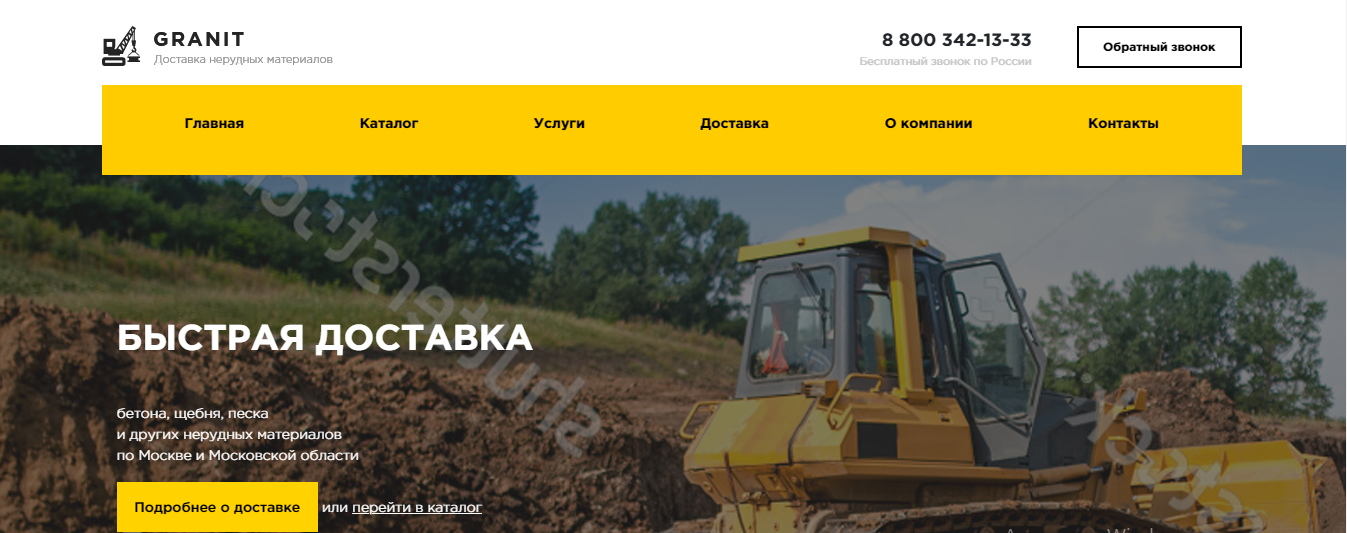 GRANIT
Доставка нерудных материалов
8 800 342-13-33
Бесплатный звонок по России
Обратный звонок
Главная
Каталог
Услуги
Доставка
О компании
Контакты
shutterstock
БЫСТРАЯ ДОСТАВКА
бетона, щебня, песка
и других нерудных материалов
по Москве и Московской области
Подробнее о доставке или перейти в каталог